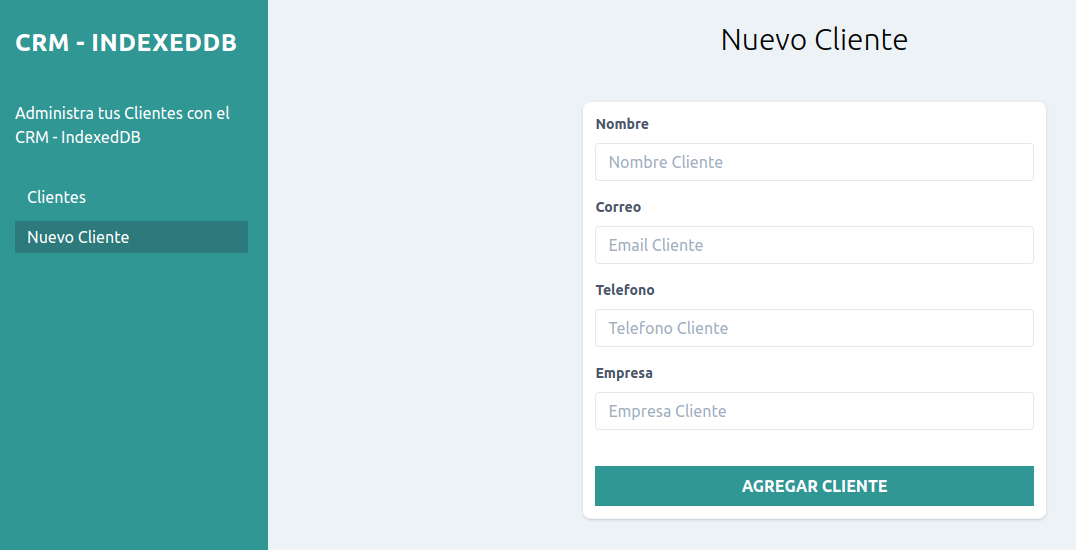 CRM - INDEXEDDB
Administra tus Clientes con el
CRM - IndexedDB
Clientes
Nuevo Cliente
Nuevo Cliente
Nombre
Nombre Cliente
Correo
Email Cliente
Telefono
Telefono Cliente
Empresa
Empresa Cliente
AGREGAR CLIENTE